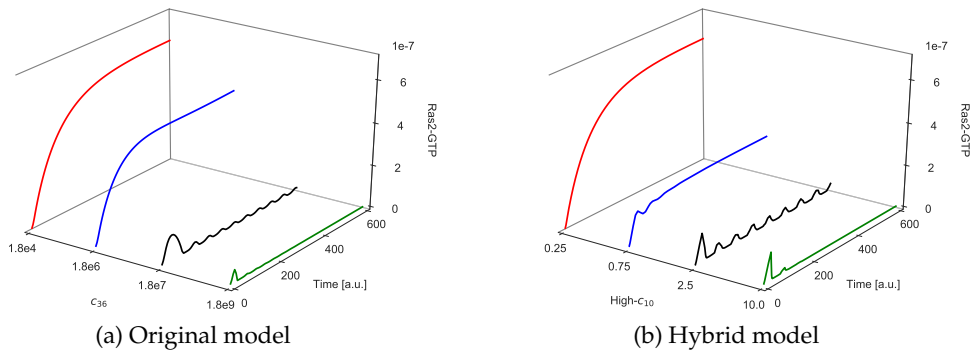 1e-7
6
4
2
0
Ras2-GTP
600
400
200
0
Time [a.u.]
1.8e4
1.8e6
1.8e7
1.8e9
c36
(a) Original model
1e-7
6
4
2
0
Ras2-GTP
600
400
200
0
Time [a.u.]
0.25
0.75
2.5
10.0
High-c10
(b) Hybrid model